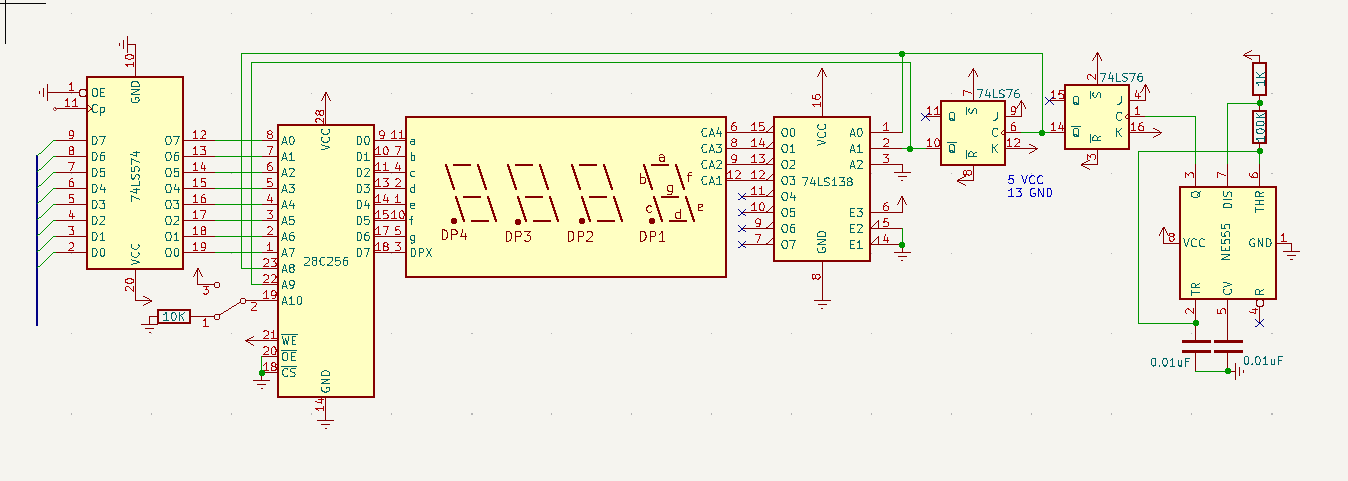 10
GND
1
OE
11
Cp
9 D7 O7 12
8 D6 O6 13
7 D5 O5 14
6 D4 O4 15
5 D3 O3 16
4 D2 O2 17
3 D1 O1 18
2 D0 O0 19
74LS574
VCC
20
3
2
1
10K
28
VCC
8 A0 D0 9
7 A1 D1 10
6 A2 D2 11
5 A3 D3 13
4 A4 D4 14
3 A5 D5 15
2 A6 D6 17
1 A7 D7 18
23 A8
22 A9
19 A10
28C256
21 WE
20 OE
18 CS
GND
14
11 a
7 b
4 c
2 d
1 e
10 f
5 g
3 DPX
CA4 6
CA3 8
CA2 9
CA1 12
a
b
f
g
c
d
e
DP4 DP3 DP2 DP1
16
VCC
15 O0 A0 1
14 O1 A1 2
13 O2 A2 3
12 O3
74LS138
11 O4
10 O5 E3 6
9 O6 E2 5
7 O7 E1 4
GND
8
7
74LS76
11 Q S J 9
C 6
10 Q R K 12
8
5 VCC
13 GND
2
74LS76
15 Q S J 4
C 1
14 Q R K 16
3
1K
100K
3 7 6
Q DIS THR
8 VCC
NE555
GND 1
TR CV R
2 5 4
0.01uF
0.01uF